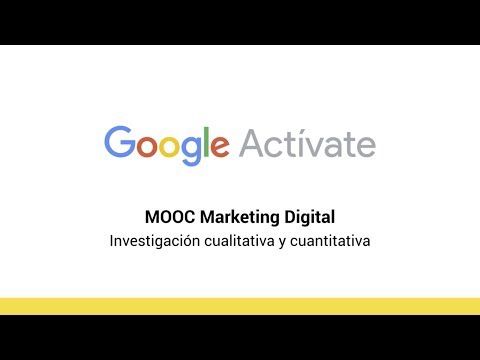 Google Actívate
MOOC Marketing Digital
Investigación cualitativa y cuantitativa